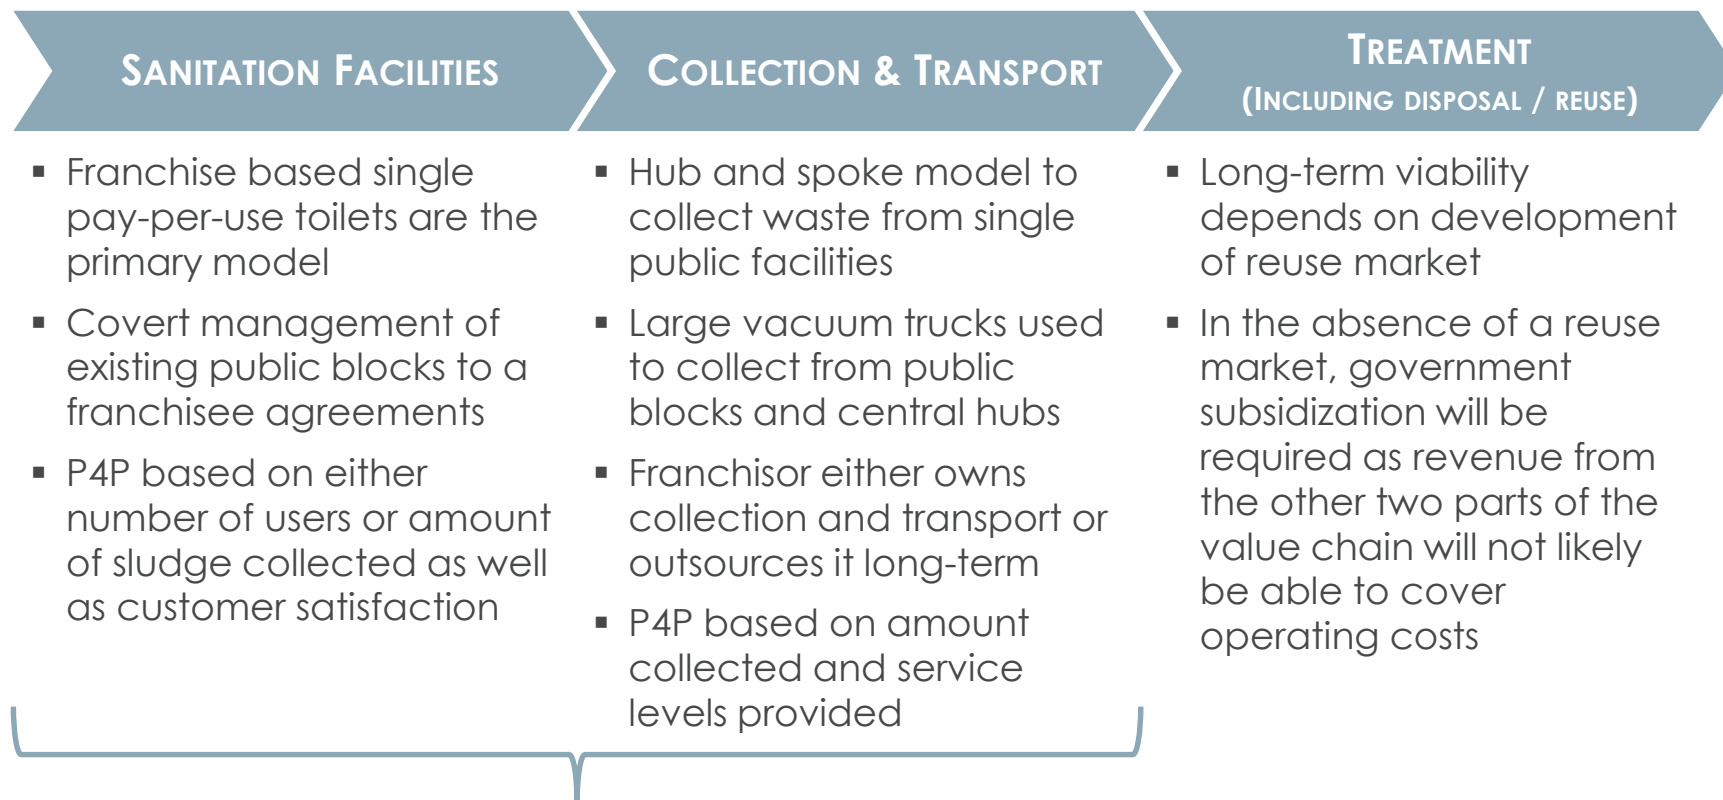 SANITATION FACILITIES
▪ Franchise based single
pay-per-use toilets are the
primary model
▪ Covert management of
existing public blocks to a
franchisee agreements
▪ P4P based on either
number of users or amount
of sludge collected as well
as customer satisfaction
COLLECTION & TRANSPORT
▪ Hub and spoke model to
collect waste from single
public facilities
▪ Large vacuum trucks used
to collect from public
blocks and central hubs
▪ Franchisor either owns
collection and transport or
outsources it long-term
▪ P4P based on amount
collected and service
levels provided
TREATMENT
(INCLUDING DISPOSAL / REUSE)
▪ Long-term viability
depends on development
of reuse market
▪ In the absence of a reuse
market, government
subsidization will be
required as revenue from
the other two parts of the
value chain will not likely
be able to cover
operating costs